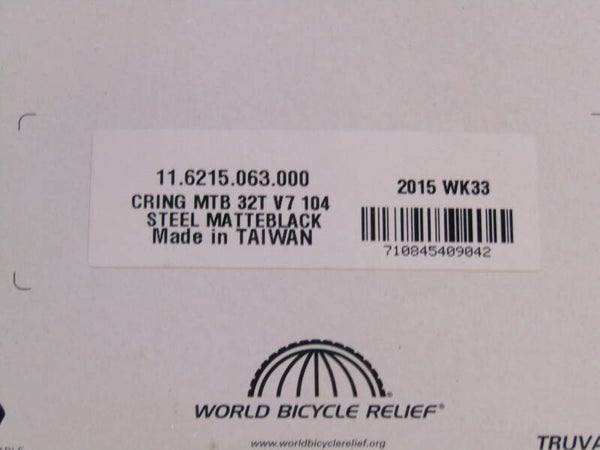 11.6215.063.000
CRING MTB 32T V7 104
STEEL MATTEBLACK
Made in TAIWAN
2015 WK33
710845409042
WORLD BICYCLE RELIEF®
www.worldbicyclerelief.org